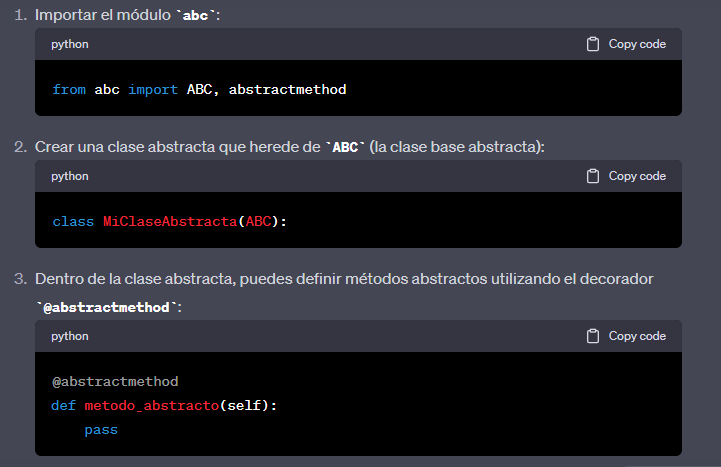 1. Importar el módulo `abc`:
python Copy code
from abc import ABC, abstractmethod
2. Crear una clase abstracta que herede de `ABC` (la clase base abstracta):
python Copy code
class MiClaseAbstracta(ABC):
3. Dentro de la clase abstracta, puedes definir métodos abstractos utilizando el decorador
`@abstractmethod`:
python Copy code
@abstractmethod
def metodo_abstracto(self):
    pass